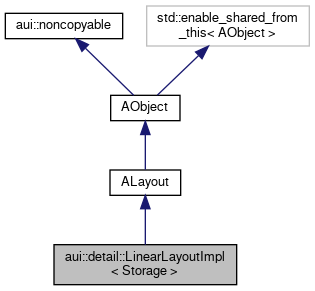 aui::noncopyable
std::enable_shared_from
_this< AObject >
AObject
ALayout
aui::detail::LinearLayoutImpl
< Storage >